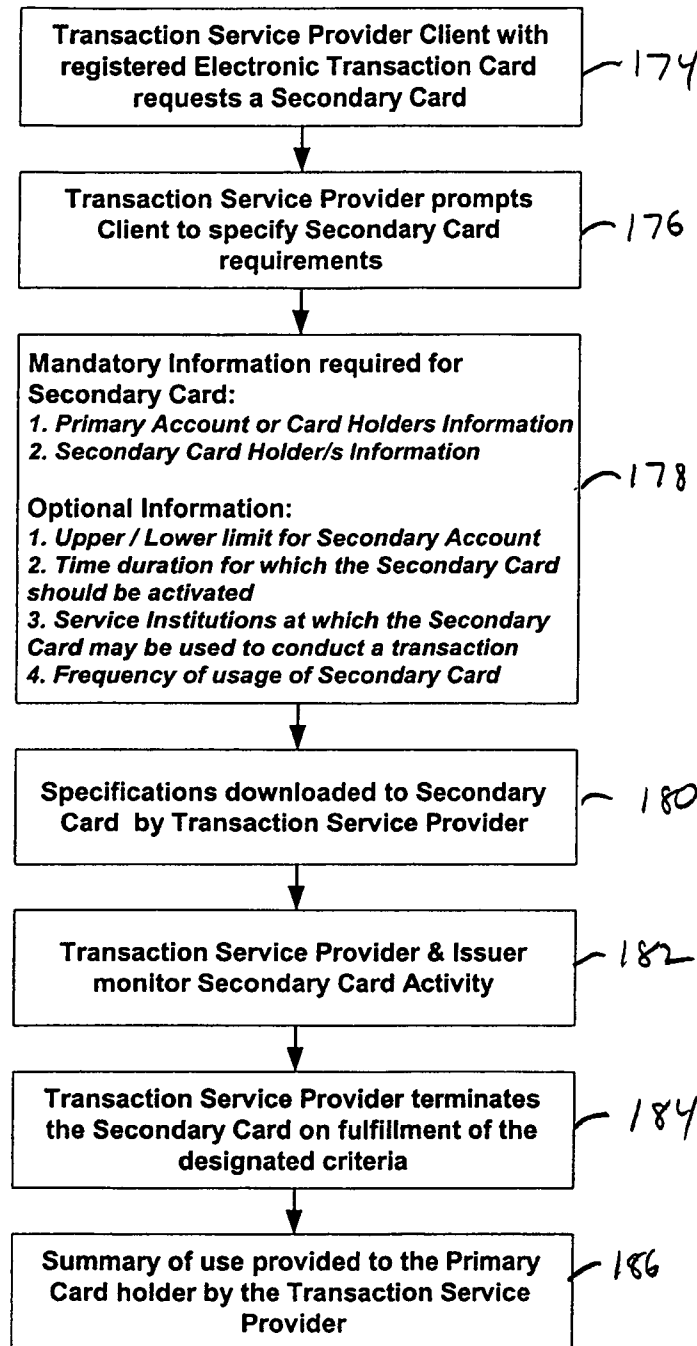 Transaction Service Provider Client with
registered Electronic Transaction Card
requests a Secondary Card
174
Transaction Service Provider prompts
Client to specify Secondary Card
requirements
176
Mandatory Information required for
Secondary Card:
1. Primary Account or Card Holders Information
2. Secondary Card Holder/s Information
Optional Information:
1. Upper / Lower limit for Secondary Account
2. Time duration for which the Secondary Card
should be activated
3. Service Institutions at which the Secondary
Card may be used to conduct a transaction
4. Frequency of usage of Secondary Card
178
Specifications downloaded to Secondary
Card by Transaction Service Provider
180
Transaction Service Provider & Issuer
monitor Secondary Card Activity
182
Transaction Service Provider terminates
the Secondary Card on fulfillment of the
designated criteria
184
Summary of use provided to the Primary
Card holder by the Transaction Service
Provider
186